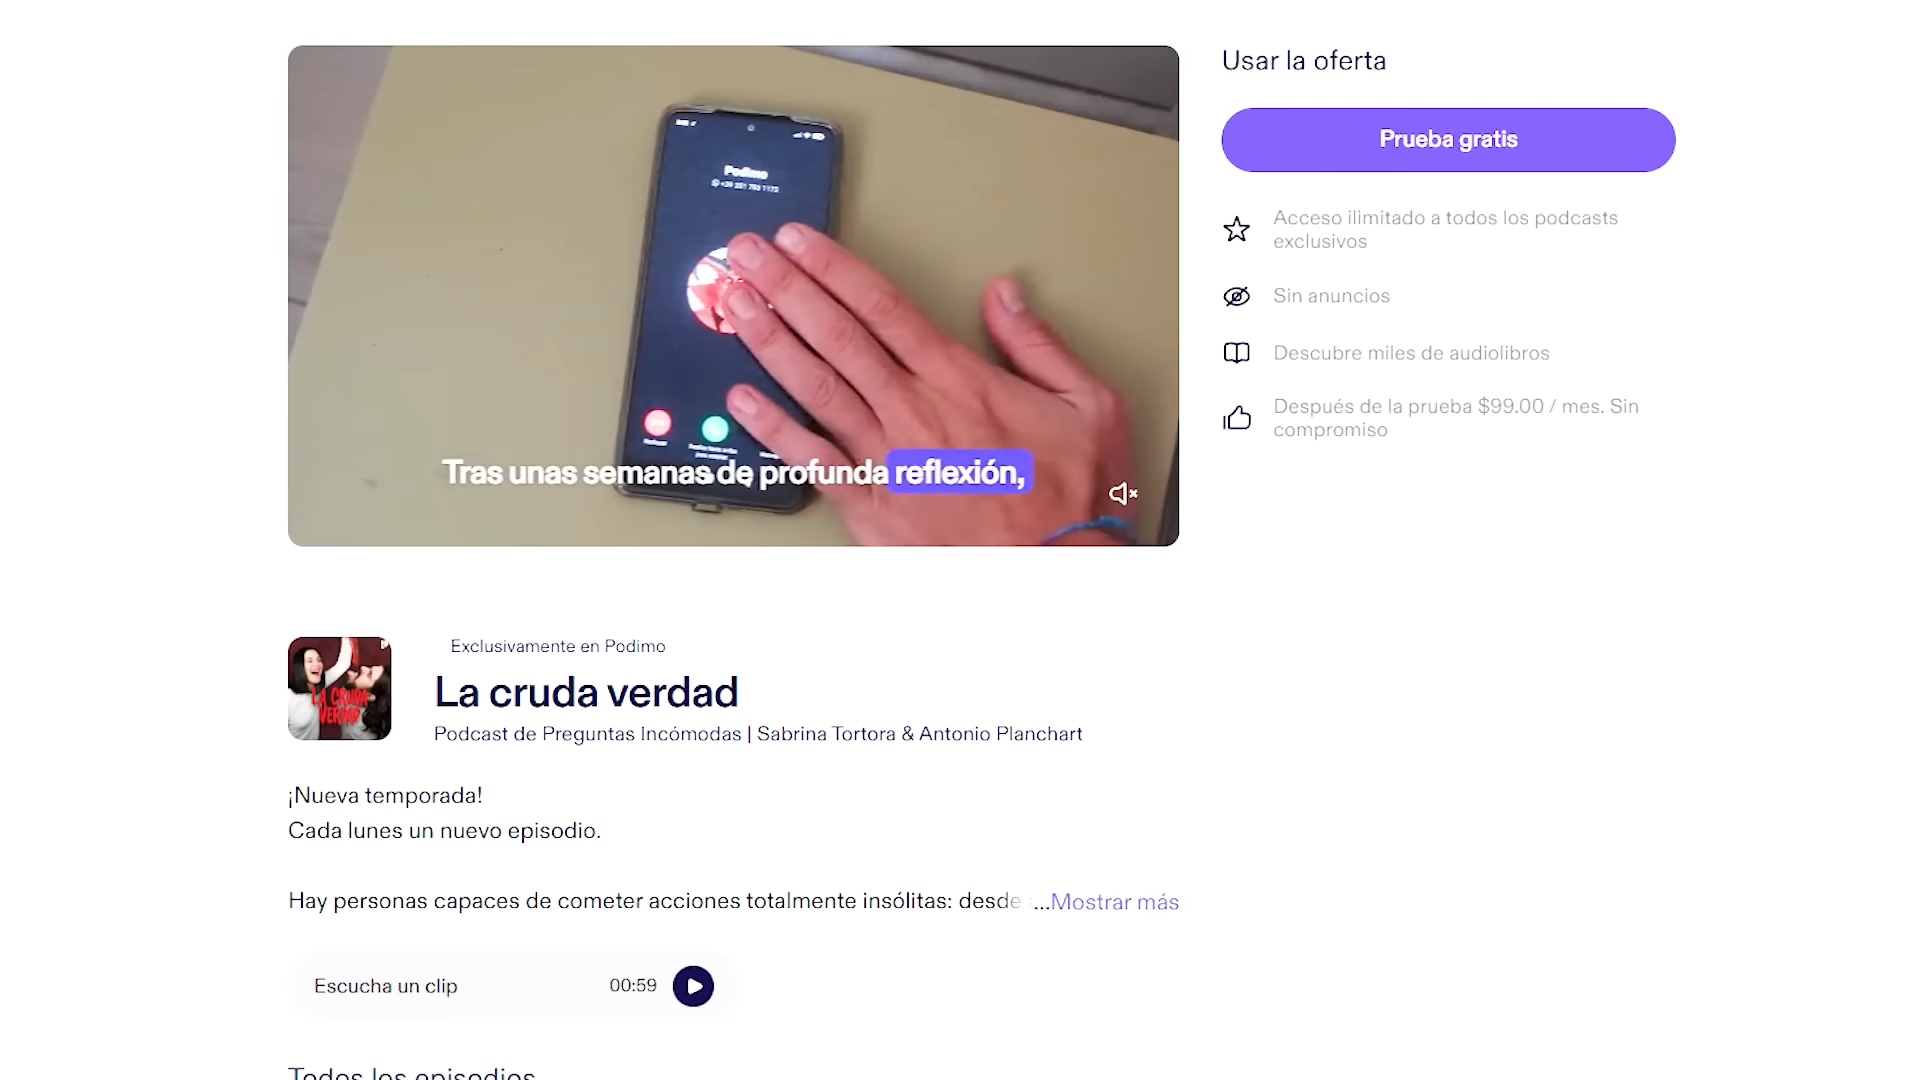 Podimo
Tras unas semanas de profunda reflexión,
Usar la oferta
Prueba gratis
Acceso ilimitado a todos los podcasts
exclusivos
Sin anuncios
Descubre miles de audiolibros
Después de la prueba $99.00 / mes. Sin
compromiso
LA CRUDA
VERDAD
Exclusivamente en Podimo
La cruda verdad
Podcast de Preguntas Incómodas | Sabrina Tortora & Antonio Planchart
¡Nueva temporada!
Cada lunes un nuevo episodio.
Hay personas capaces de cometer acciones totalmente insólitas: desde ...Mostrar más
Escucha un clip 00:59
Todos los episodios